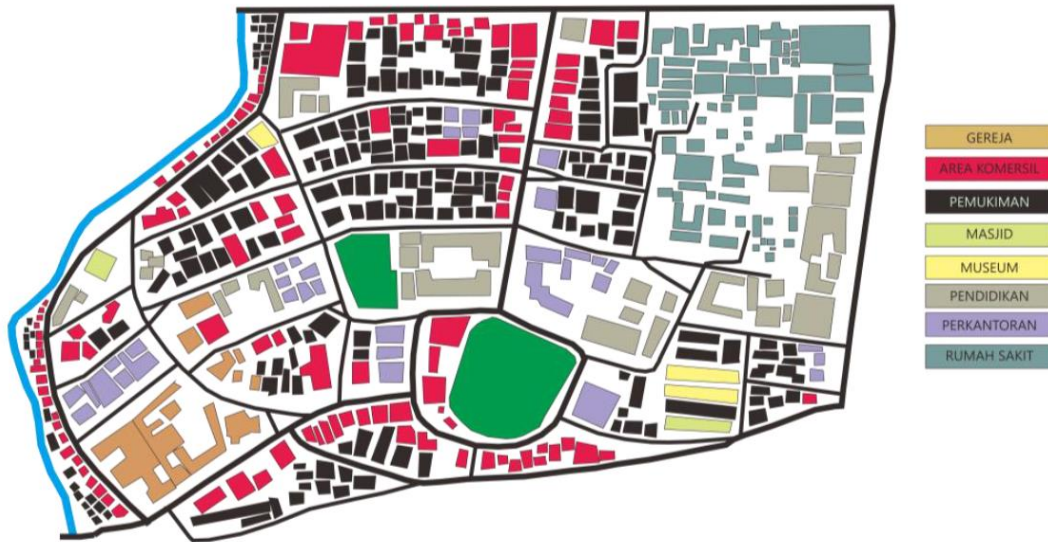 GEREJA
AREA KOMERSIL
PEMUKIMAN
MASJID
MUSEUM
PENDIDIKAN
PERKANTORAN
RUMAH SAKIT